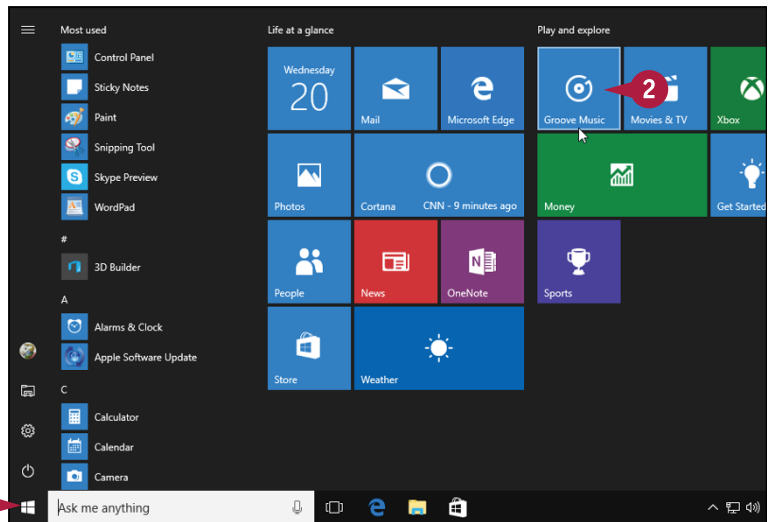 Most used
Control Panel
Sticky Notes
Paint
Snipping Tool
Skype Preview
WordPad
#
3D Builder
A
Alarms & Clock
Apple Software Update
C
Calculator
Calendar
Camera
Life at a glance
Wednesday
20
Mail
Microsoft Edge
Photos
Cortana CNN - 9 minutes ago
People
News
N
OneNote
Store
Weather
Play and explore
2
Groove Music
Movies & TV
Xbox
Money
Get Started
Sports
Ask me anything